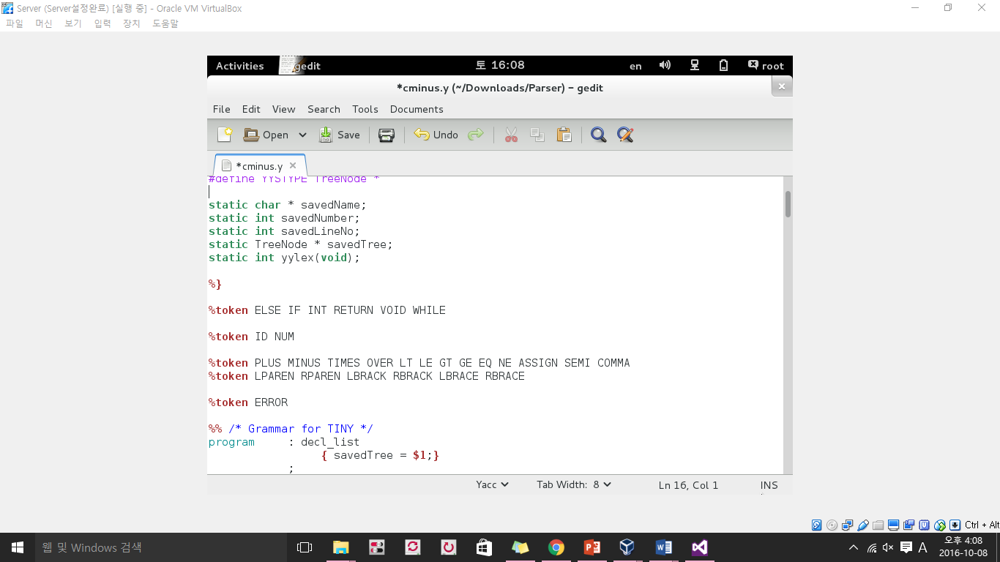 Server (Server설정완료) [실행 중] - Oracle VM VirtualBox
파일 머신 보기 입력 장치 도움말
Activities gedit 토 16:08 en root
*cminus.y (~/Downloads/Parser) – gedit
File Edit View Search Tools Documents
Open Save Undo
*cminus.y
#define YYSTYPE TreeNode *
static char * savedName;
static int savedNumber;
static int savedLineNo;
static TreeNode * savedTree;
static int yylex(void);
%}
%token ELSE IF INT RETURN VOID WHILE
%token ID NUM
%token PLUS MINUS TIMES OVER LT LE GT GE EQ NE ASSIGN SEMI COMMA
%token LPAREN RPAREN LBRACK RBRACK LBRACE RBRACE
%token ERROR
%% /* Grammar for TINY */
program : decl_list
{ savedTree = $1;}
;
Yacc Tab Width: 8 Ln 16, Col 1 INS
Ctrl + Alt
웹 및 Windows 검색
A
오후 4:08
2016-10-08